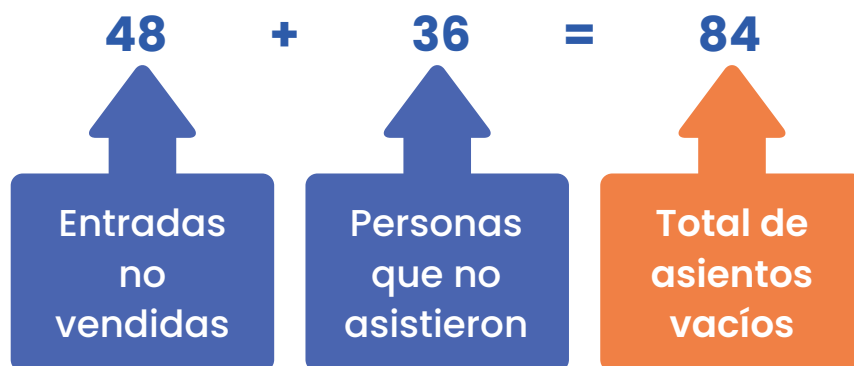 48 + 36 = 84
Entradas
no
vendidas
Personas
que no
asistieron
Total de
asientos
vacíos